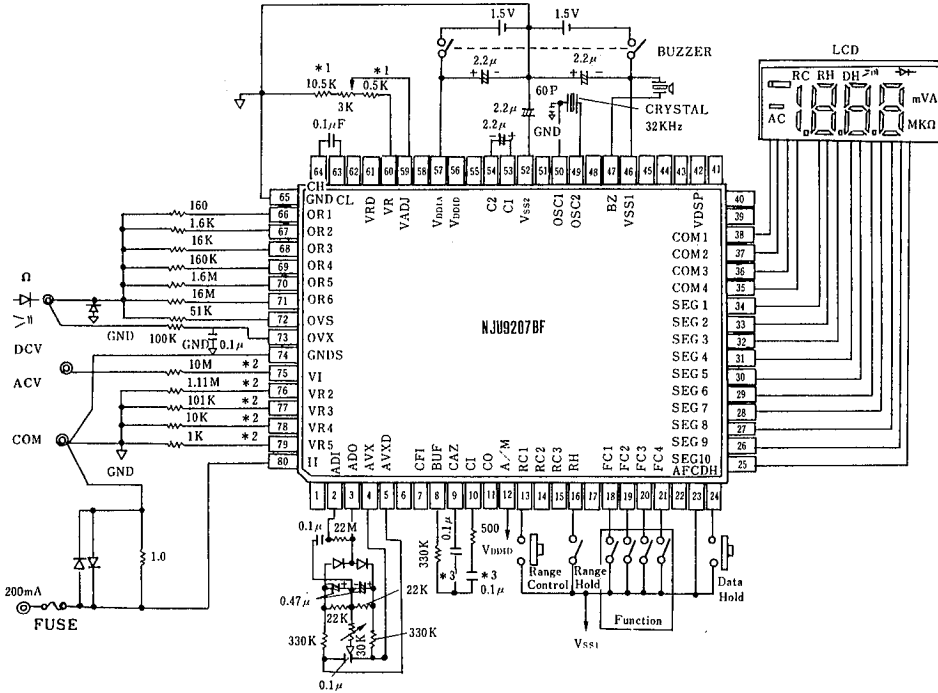 1.5V 1.5V
BUZZER
LCD
2.2μ 2.2μ
*1 *1
10.5K 0.5K
3K
60P
CRYSTAL
32KHz
GND
2.2μ
2.2μ
0.1μF
RC RH DH
AC
mVA
MKΩ
64 63 62 61 60 59 58 57 56 55 54 53 52 51 50 49 48 47 46 45 44 43 42 41
CH
CL
VRD
VR
VADJ
VDDIA
VDDID
C2
CI
VSS2
OSC1
OSC2
BZ
VSS1
VDSP
65 GND
160 66 OR1
1.6K 67 OR2
16K 68 OR3
160K 69 OR4
1.6M 70 OR5
16M 71 OR6
51K 72 OVS
100K 73 OVX
GND 0.1μ
74 GNDS
10M *2 75 VI
1.11M *2 76 VR2
101K *2 77 VR3
10K *2 78 VR4
1K *2 79 VR5
80 II
Ω
GND
DCV
ACV
COM
GND
NJU9207BF
40
39
COM1 38
COM2 37
COM3 36
COM4 35
SEG1 34
SEG2 33
SEG3 32
SEG4 31
SEG5 30
SEG6 29
SEG7 28
SEG8 27
SEG9 26
SEG10 25
AFCDH
ADI
ADO
AVX
AVXD
CFI
BUF
CAZ
CI
CO
A/M
RC1
RC2
RC3
RH
FC1
FC2
FC3
FC4
1 2 3 4 5 6 7 8 9 10 11 12 13 14 15 16 17 18 19 20 21 22 23 24
1.0
200mA
FUSE
0.1μ 22M
0.47μ
22K
22K
330K
30K
330K
0.1μ
330K
0.1μ
*3
500
*3
0.1μ
VDDID
Range
Control
Range
Hold
Function
Data
Hold
VSS1